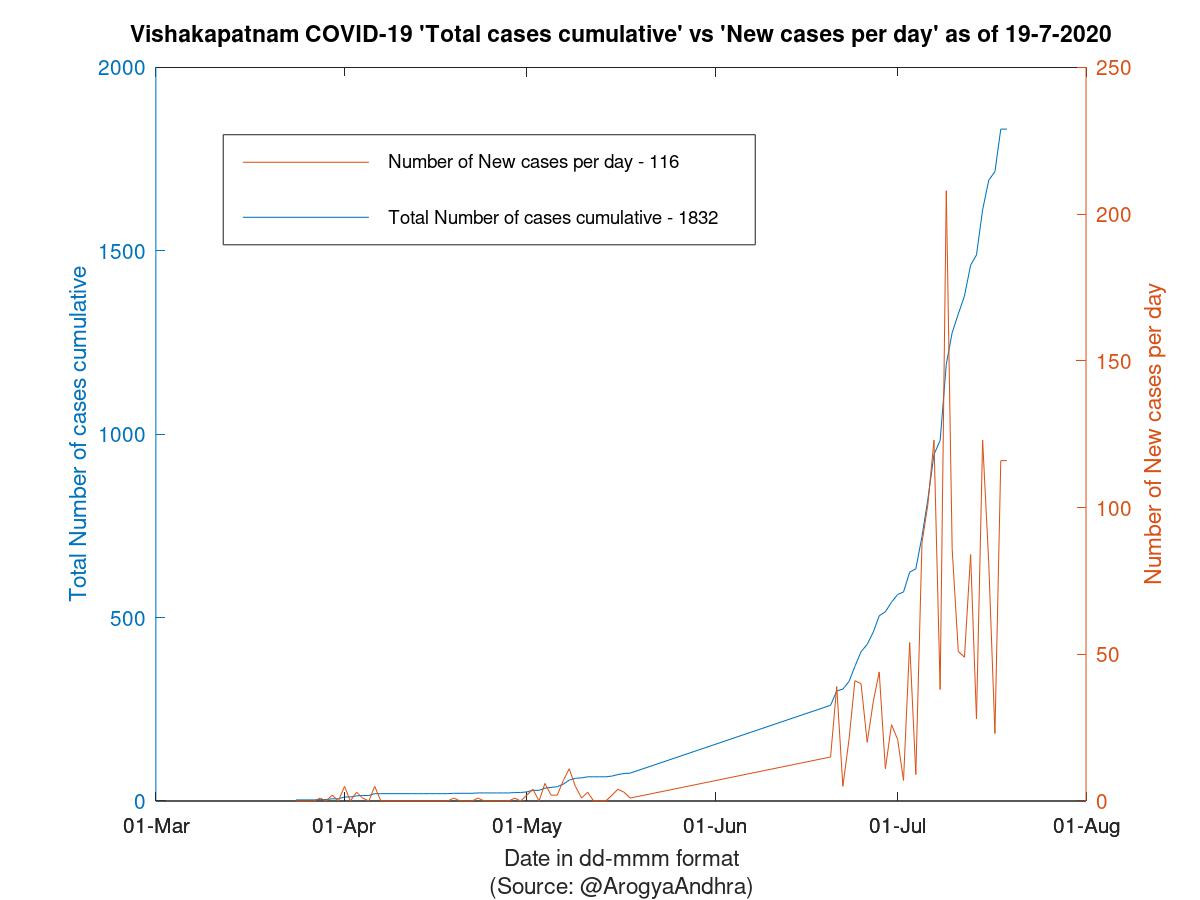 Vishakapatnam COVID-19 'Total cases cumulative' vs 'New cases per day' as of 19-7-2020
2000
1500
1000
500
0
Total Number of cases cumulative
Number of New cases per day - 116
Total Number of cases cumulative - 1832
250
200
150
100
50
0
Number of New cases per day
01-Mar
01-Apr
01-May
01-Jun
01-Jul
01-Aug
Date in dd-mmm format
(Source: @ArogyaAndhra)